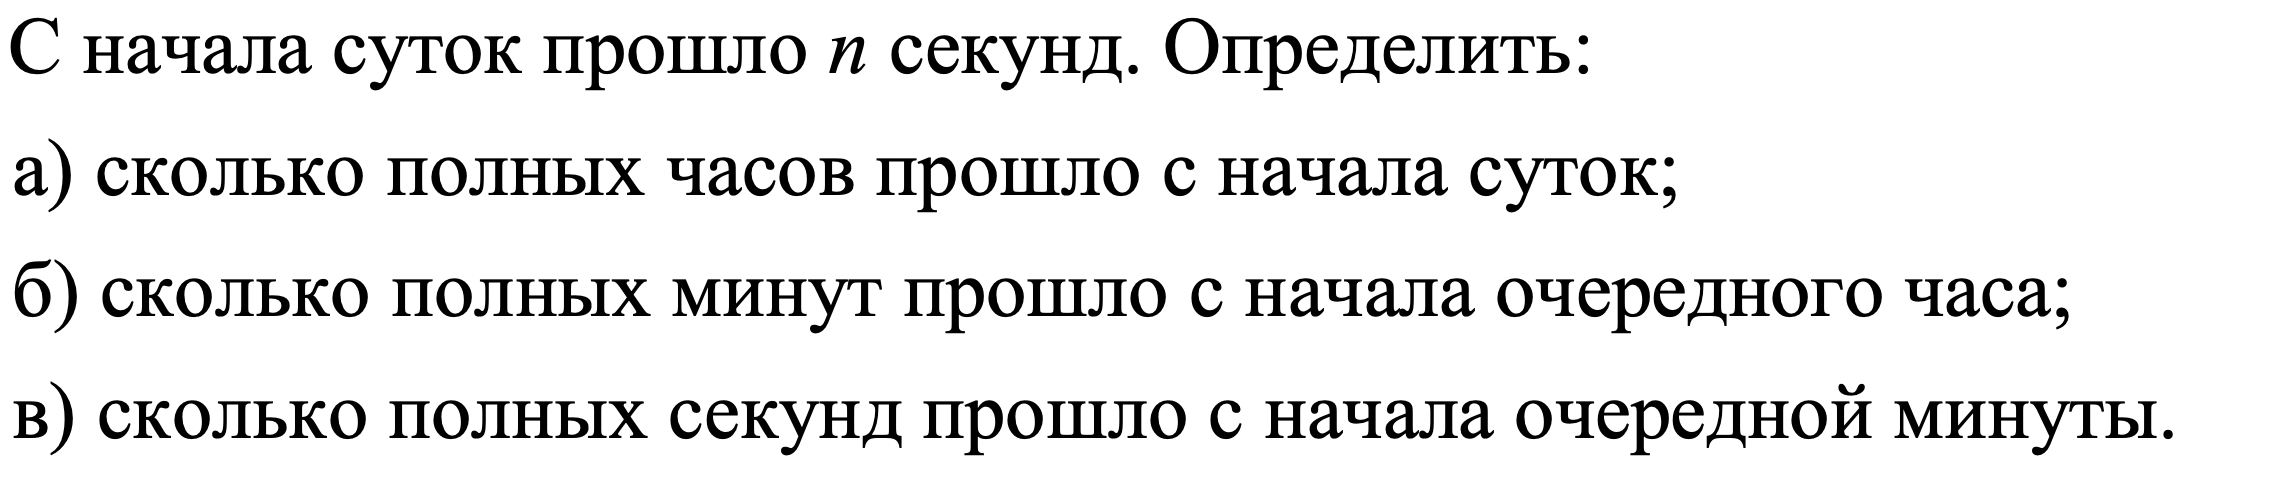 С начала суток прошло n секунд. Определить:
а) сколько полных часов прошло с начала суток;
б) сколько полных минут прошло с начала очередного часа;
в) сколько полных секунд прошло с начала очередной минуты.